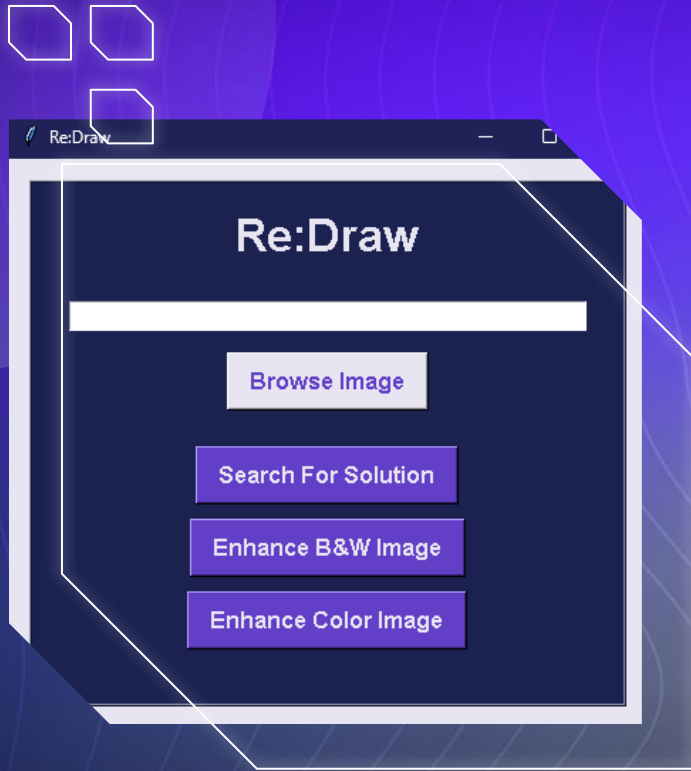 Re:Draw
Re:Draw
Browse Image
Search For Solution
Enhance B&W Image
Enhance Color Image